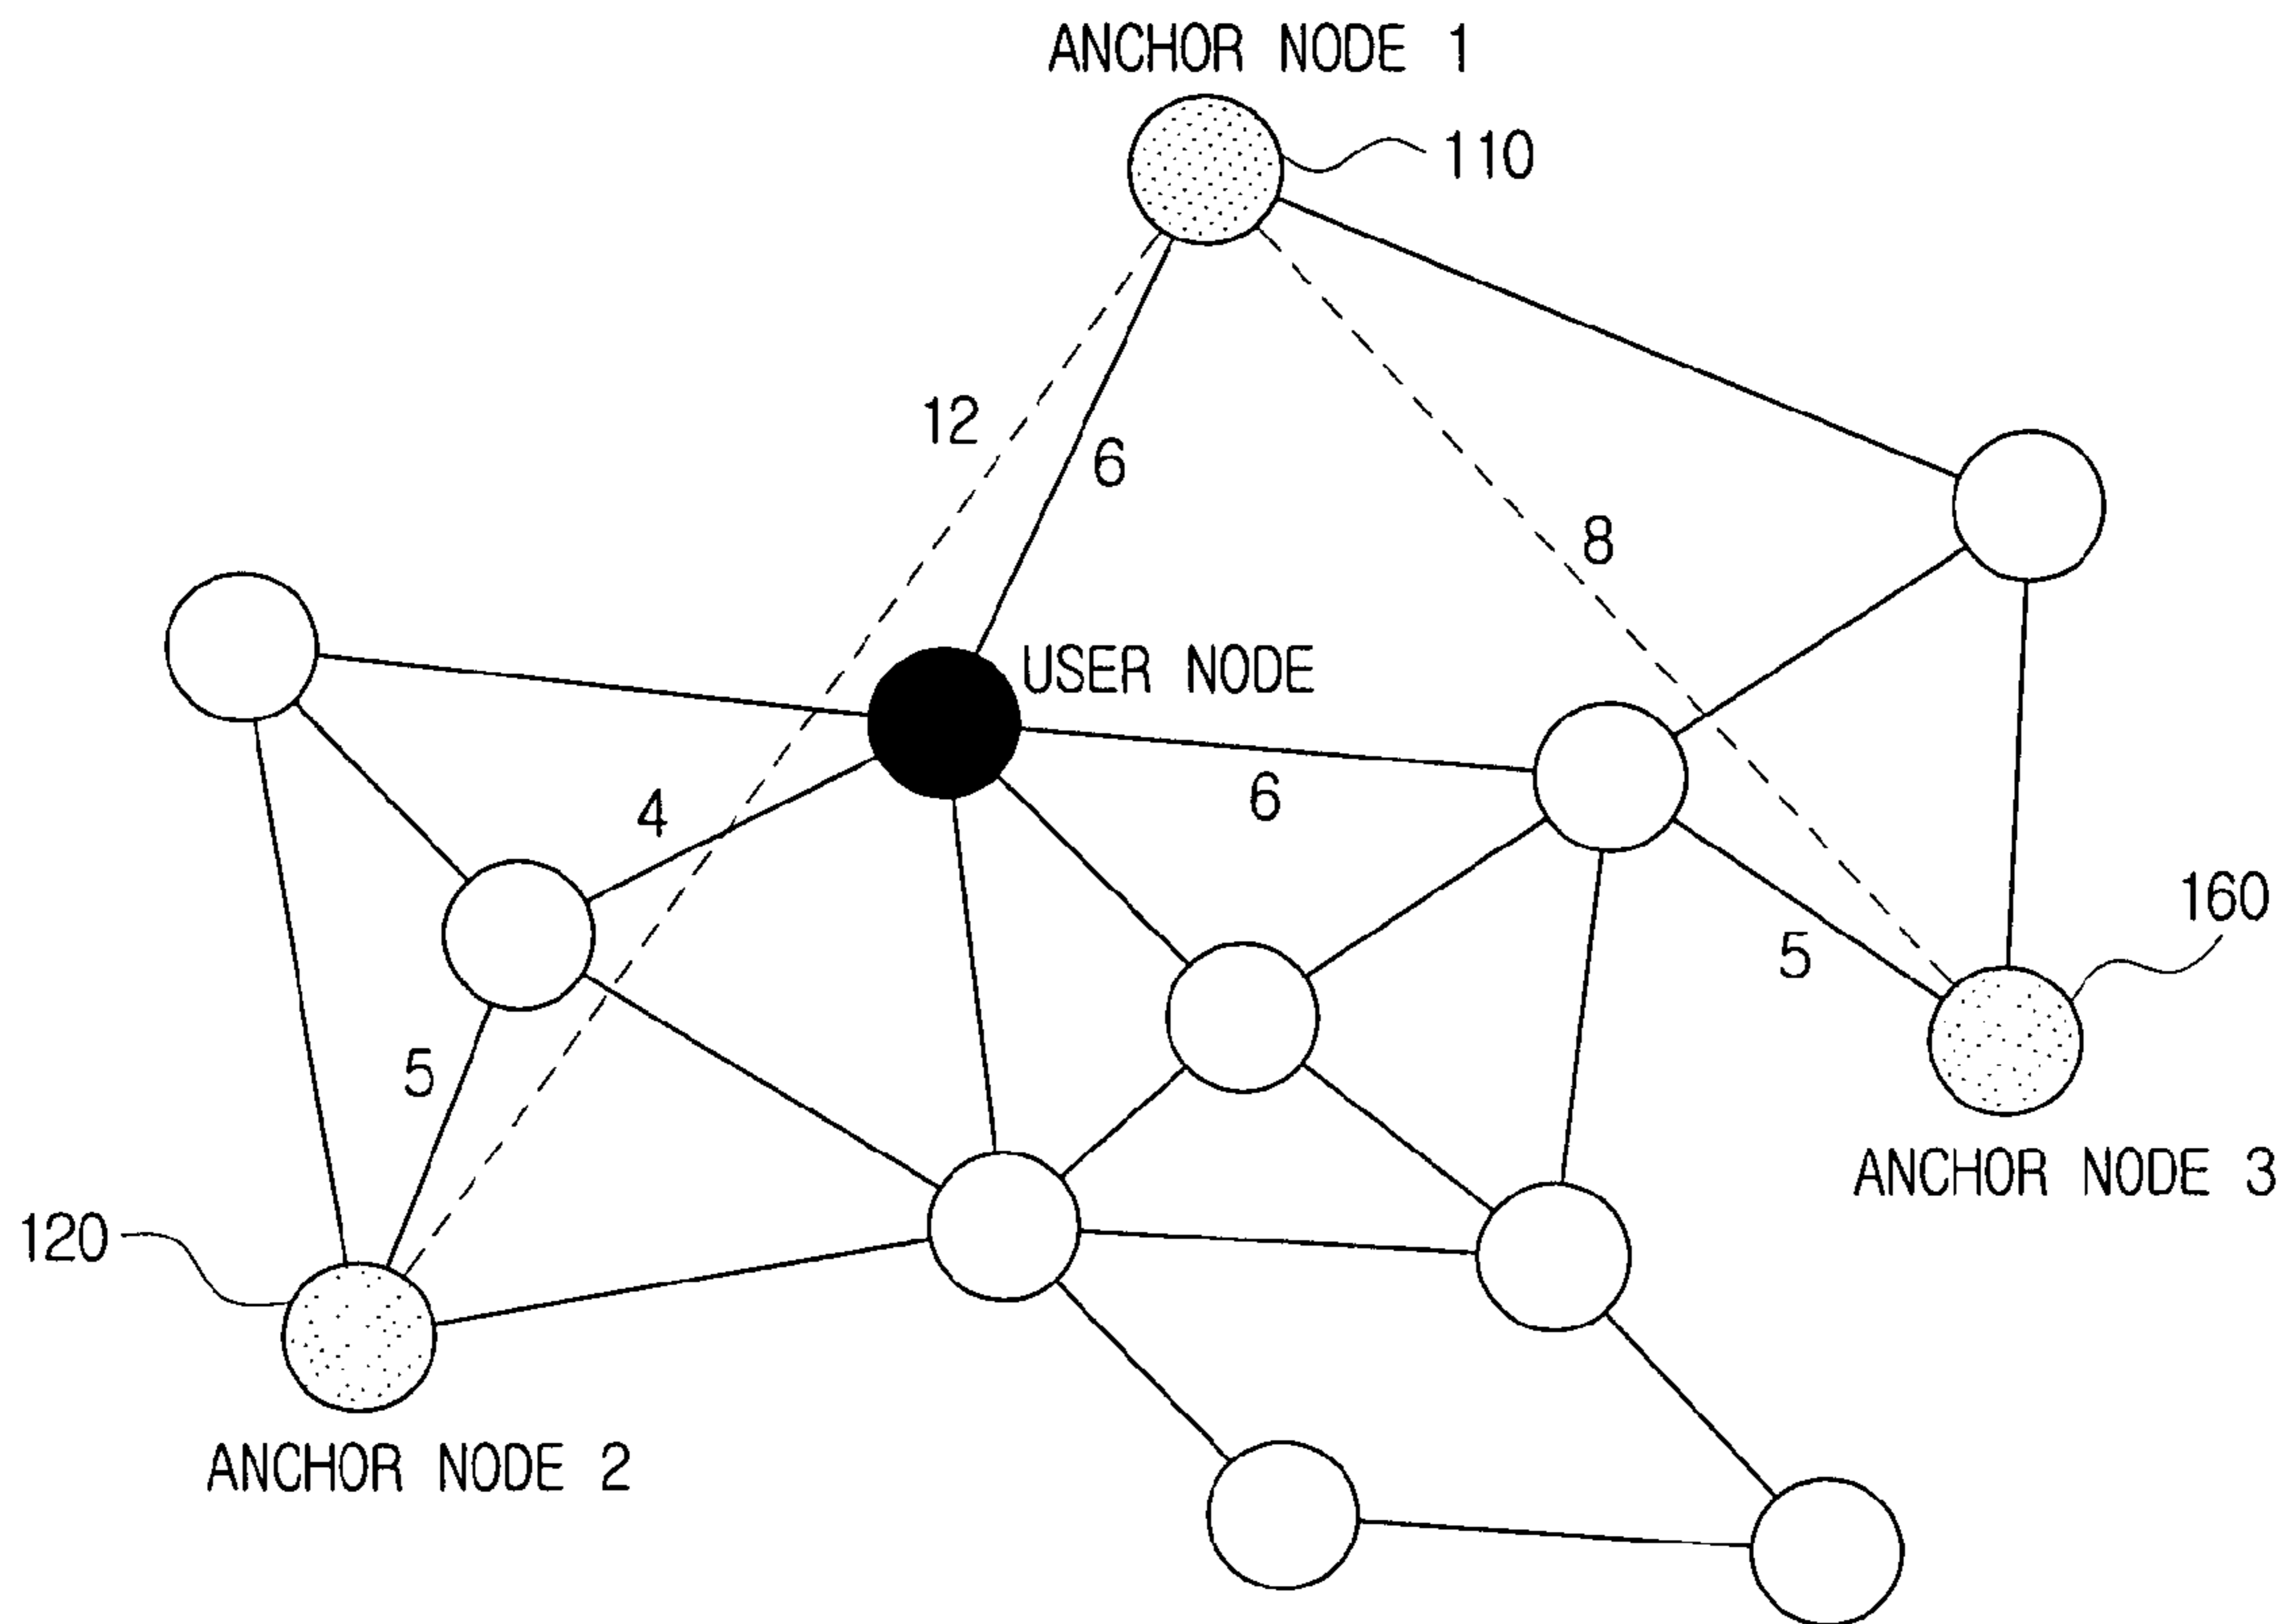 ANCHOR NODE 1
110
12
6
8
USER NODE
4
6
160
5
5
ANCHOR NODE 3
120
ANCHOR NODE 2